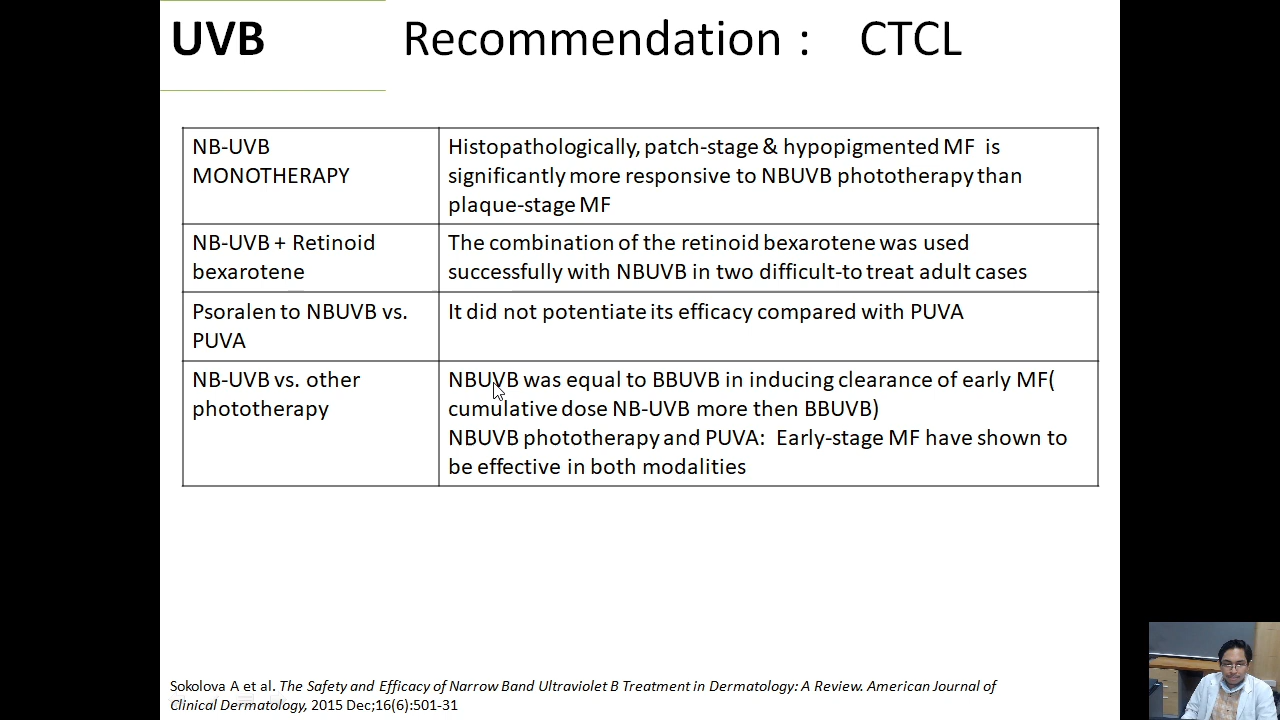 UVB Recommendation : CTCL
NB-UVB
MONOTHERAPY
Histopathologically, patch-stage & hypopigmented MF is
significantly more responsive to NBUVB phototherapy than
plaque-stage MF
NB-UVB + Retinoid
bexarotene
The combination of the retinoid bexarotene was used
successfully with NBUVB in two difficult-to treat adult cases
Psoralen to NBUVB vs.
PUVA
It did not potentiate its efficacy compared with PUVA
NB-UVB vs. other
phototherapy
NBUVB was equal to BBUVB in inducing clearance of early MF(
cumulative dose NB-UVB more then BBUVB)
NBUVB phototherapy and PUVA: Early-stage MF have shown to
be effective in both modalities
Sokolova A et al. The Safety and Efficacy of Narrow Band Ultraviolet B Treatment in Dermatology: A Review. American Journal of
Clinical Dermatology, 2015 Dec;16(6):501-31